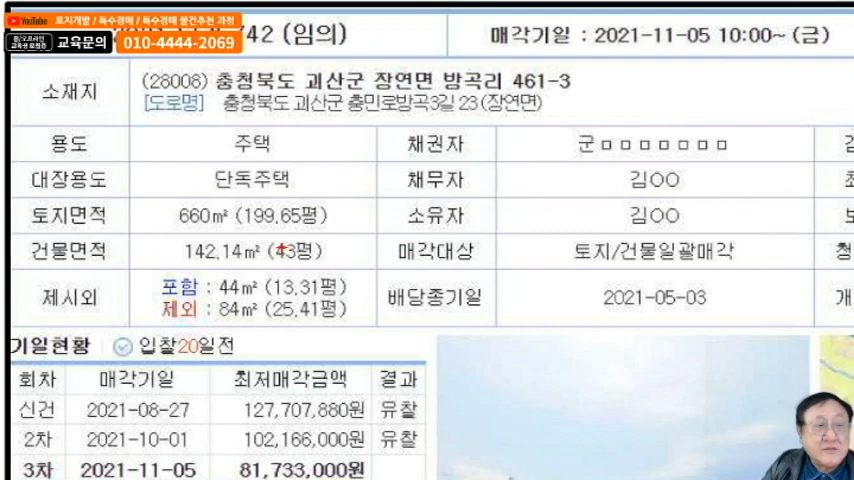 YouTube 토지개발 / 특수경매 / 특수경매 물건추천 과정
교육문의 010-4444-2069
742 (임의) 매각기일 : 2021-11-05 10:00~ (금)
소재지 (28008) 충청북도 괴산군 장연면 방곡리 461-3
[도로명] 충청북도 괴산군 충민로방곡3길 23 (장연면)
용도 주택 채권자 군□□□□□□□
대장용도 단독주택 채무자 김○○
토지면적 660㎡ (199.65평) 소유자 김○○
건물면적 142.14㎡ (43평) 매각대상 토지/건물일괄매각 청
제시외 포함 : 44㎡ (13.31평) 배당종기일 2021-05-03 개
제외 : 84㎡ (25.41평)
기일현황 입찰20일전
회차 매각기일 최저매각금액 결과
신건 2021-08-27 127,707,880원 유찰
2차 2021-10-01 102,166,000원 유찰
3차 2021-11-05 81,733,000원